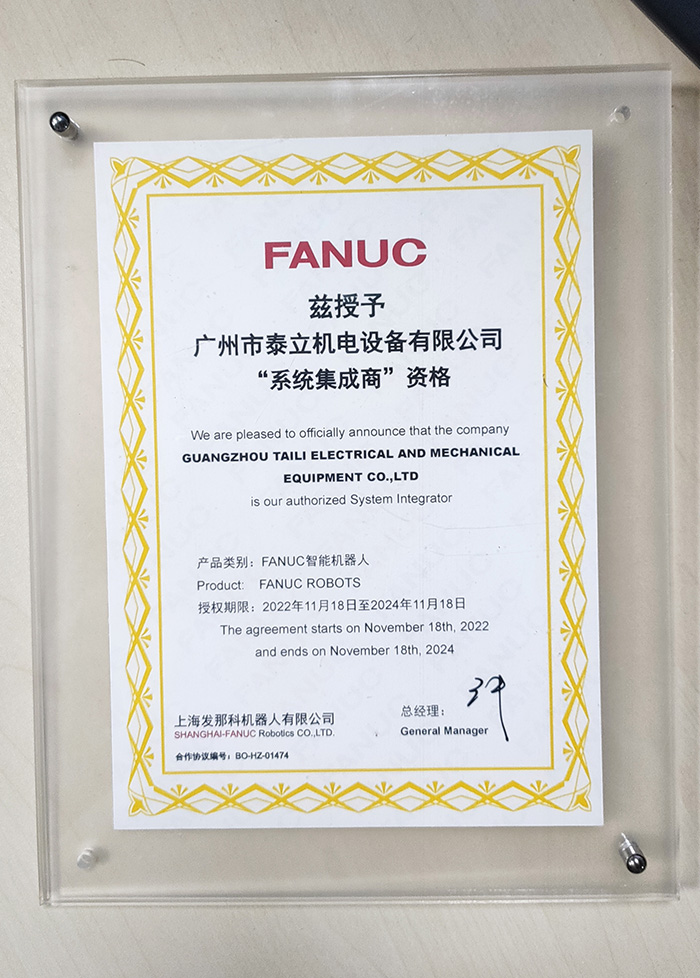 FANUC
兹授予
广州市泰立机电设备有限公司
“系统集成商”资格
We are pleased to officially announce that the company
GUANGZHOU TAILI ELECTRICAL AND MECHANICAL
EQUIPMENT CO.,LTD
is our authorized System Integrator
产品类别：FANUC智能机器人
Product: FANUC ROBOTS
授权期限：2022年11月18日至2024年11月18日
The agreement starts on November 18th, 2022
and ends on November 18th, 2024
上海发那科机器人有限公司
SHANGHAI-FANUC Robotics CO.,LTD.
合作协议编号：BO-HZ-01474
总经理：
General Manager